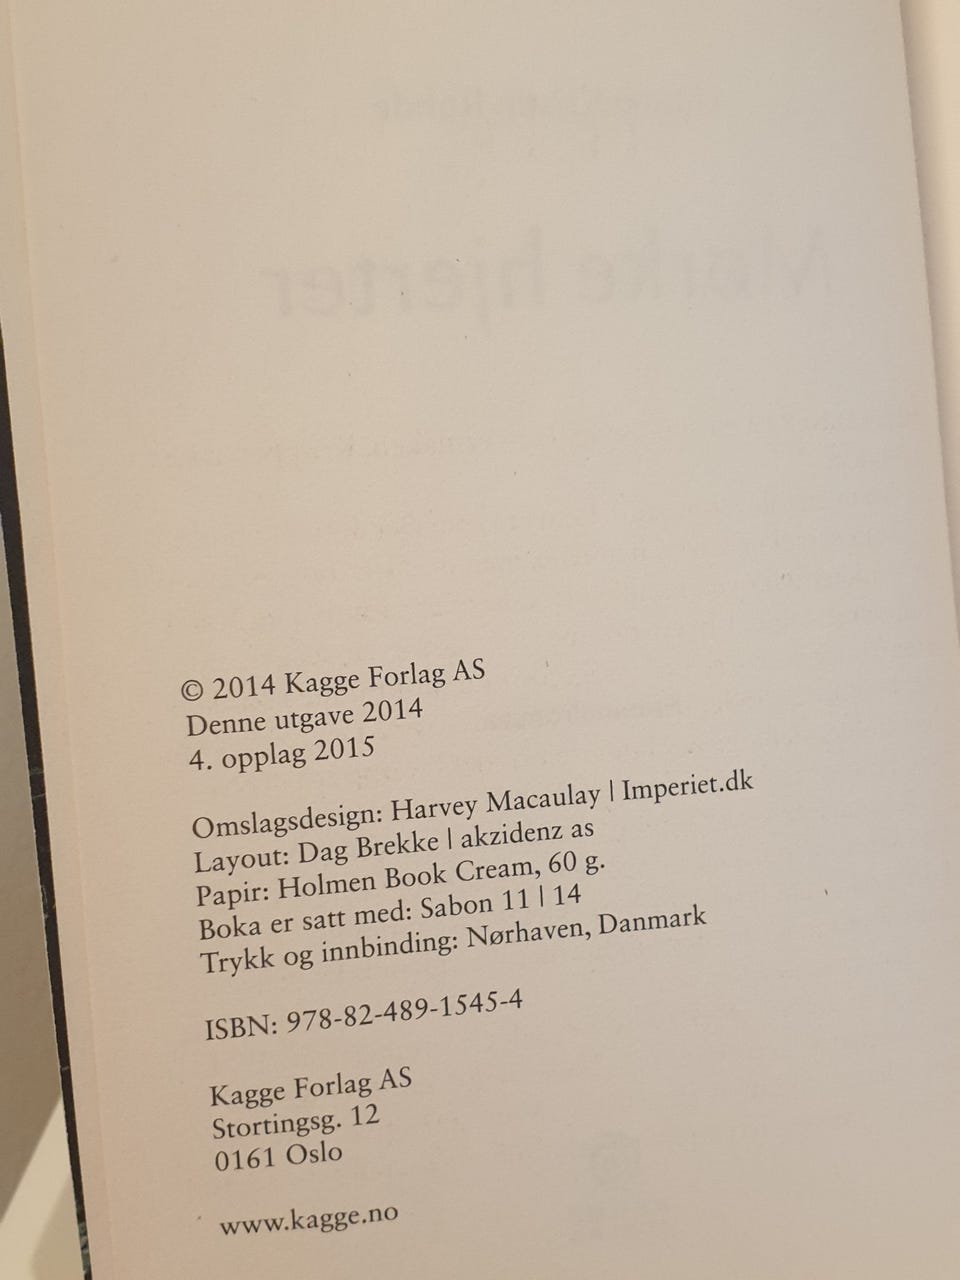 Mørke hjerter
© 2014 Kagge Forlag AS
Denne utgave 2014
4. opplag 2015
Omslagsdesign: Harvey Macaulay | Imperiet.dk
Layout: Dag Brekke | akzidenz as
Papir: Holmen Book Cream, 60 g.
Boka er satt med: Sabon 11 | 14
Trykk og innbinding: Nørhaven, Danmark
ISBN: 978-82-489-1545-4
Kagge Forlag AS
Stortingsg. 12
0161 Oslo
www.kagge.no